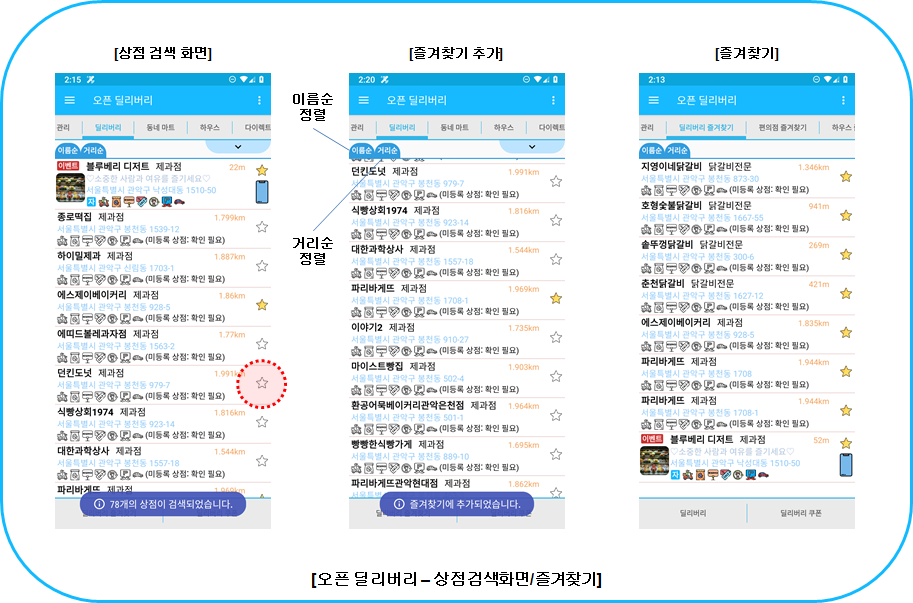 [상점 검색 화면]
2:15
오픈 딜리버리
관리 딜리버리 동네 마트 하우스 다이렉트
이름순 거리순
이벤트 블루베리 디저트 제과점 22m
♡소중한 사람과 여유를 즐기세요♡
서울특별시 관악구 낙성대동 1510-50
종로떡집 제과점 1.799km
서울특별시 관악구 봉천동 1539-12
(미등록 상점: 확인 필요)
하이밀제과 제과점 1.887km
서울특별시 관악구 신림동 1703-1
(미등록 상점: 확인 필요)
에스제이베이커리 제과점 1.86km
서울특별시 관악구 봉천동 928-5
(미등록 상점: 확인 필요)
에띠드볼레과자점 제과점 1.77km
서울특별시 관악구 봉천동 1563-2
(미등록 상점: 확인 필요)
던킨도넛 제과점 1.991km
서울특별시 관악구 봉천동 979-7
(미등록 상점: 확인 필요)
식빵상회1974 제과점 1.816km
서울특별시 관악구 봉천동 923-14
(미등록 상점: 확인 필요)
대한과학상사 제과점 1.544km
서울특별시 관악구 봉천동 1557-18
(미등록 상점: 확인 필요)
파리바게뜨 제과점 1.969km
78개의 상점이 검색되었습니다.
[즐겨찾기 추가]
이름순
정렬
거리순
정렬
2:20
오픈 딜리버리
관리 딜리버리 동네 마트 하우스 다이렉트
이름순 거리순
던킨도넛 제과점 1.991km
서울특별시 관악구 봉천동 979-7
(미등록 상점: 확인 필요)
식빵상회1974 제과점 1.816km
서울특별시 관악구 봉천동 923-14
(미등록 상점: 확인 필요)
대한과학상사 제과점 1.544km
서울특별시 관악구 봉천동 1557-18
(미등록 상점: 확인 필요)
파리바게뜨 제과점 1.969km
서울특별시 관악구 봉천동 1708-1
(미등록 상점: 확인 필요)
이야기2 제과점 1.735km
서울특별시 관악구 봉천동 910-27
(미등록 상점: 확인 필요)
마이스트빵집 제과점 1.903km
서울특별시 관악구 봉천동 502-4
(미등록 상점: 확인 필요)
환공어묵베이커리관악은천점 제과점 1.964km
서울특별시 관악구 봉천동 501-1
(미등록 상점: 확인 필요)
빵빵한식빵가게 제과점 1.695km
서울특별시 관악구 봉천동 889-10
(미등록 상점: 확인 필요)
파리바게뜨관악현대점 제과점 1.862km
즐겨찾기에 추가되었습니다.
[즐겨찾기]
2:13
오픈 딜리버리
관리 딜리버리 즐겨찾기 편의점 즐겨찾기 하우스
이름순 거리순
지영이네닭갈비 닭갈비전문 1.346km
서울특별시 관악구 봉천동 873-30
(미등록 상점: 확인 필요)
호형숯불닭갈비 닭갈비전문 941m
서울특별시 관악구 봉천동 1667-55
(미등록 상점: 확인 필요)
솥뚜껑닭갈비 닭갈비전문 269m
서울특별시 관악구 봉천동 300-6
(미등록 상점: 확인 필요)
춘천닭갈비 닭갈비전문 421m
서울특별시 관악구 봉천동 1627-12
(미등록 상점: 확인 필요)
에스제이베이커리 제과점 1.835km
서울특별시 관악구 봉천동 928-5
(미등록 상점: 확인 필요)
파리바게뜨 제과점 1.944km
서울특별시 관악구 봉천동 1708
(미등록 상점: 확인 필요)
파리바게뜨 제과점 1.944km
서울특별시 관악구 봉천동 1708-1
(미등록 상점: 확인 필요)
이벤트 블루베리 디저트 제과점 52m
♡소중한 사람과 여유를 즐기세요♡
서울특별시 관악구 낙성대동 1510-50
딜리버리 딜리버리 쿠폰
[오픈 딜리버리 – 상점검색화면/즐겨찾기]